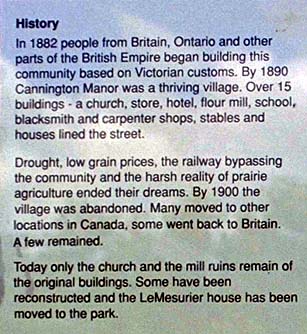 History
In 1882 people from Britain, Ontario and other
parts of the British Empire began building this
community based on Victorian customs. By 1890
Cannington Manor was a thriving village. Over 15
buildings - a church, store, hotel, flour mill, school,
blacksmith and carpenter shops, stables and
houses lined the street.
Drought, low grain prices, the railway bypassing
the community and the harsh reality of prairie
agriculture ended their dreams. By 1900 the
village was abandoned. Many moved to other
locations in Canada, some went back to Britain.
A few remained.
Today only the church and the mill ruins remain of
the original buildings. Some have been
reconstructed and the LeMesurier house has been
moved to the park.